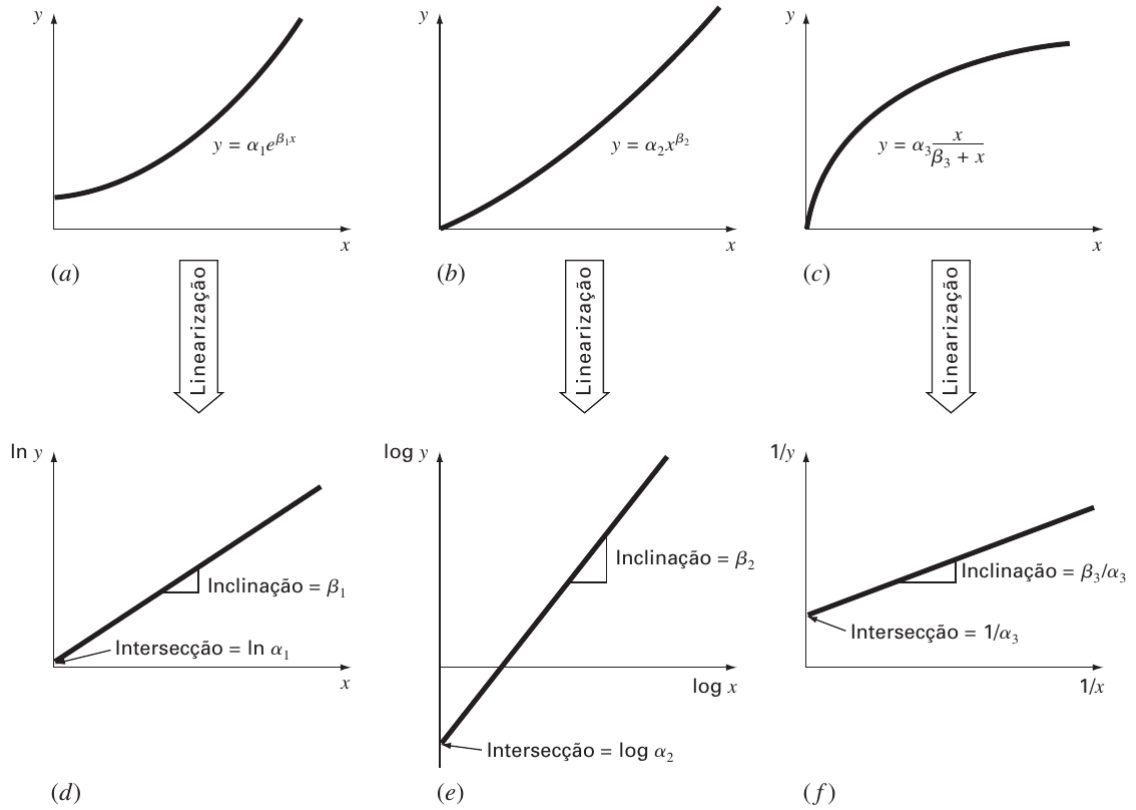 y
y = α₁e^{β₁x}
x
(a)
y
y = α₂x^{β₂}
x
(b)
y
y = α₃ x / (β₃ + x)
x
(c)
Linearização
Linearização
Linearização
ln y
Inclinação = β₁
Intersecção = ln α₁
x
(d)
log y
Inclinação = β₂
log x
Intersecção = log α₂
(e)
1/y
Inclinação = β₃/α₃
Intersecção = 1/α₃
1/x
(f)